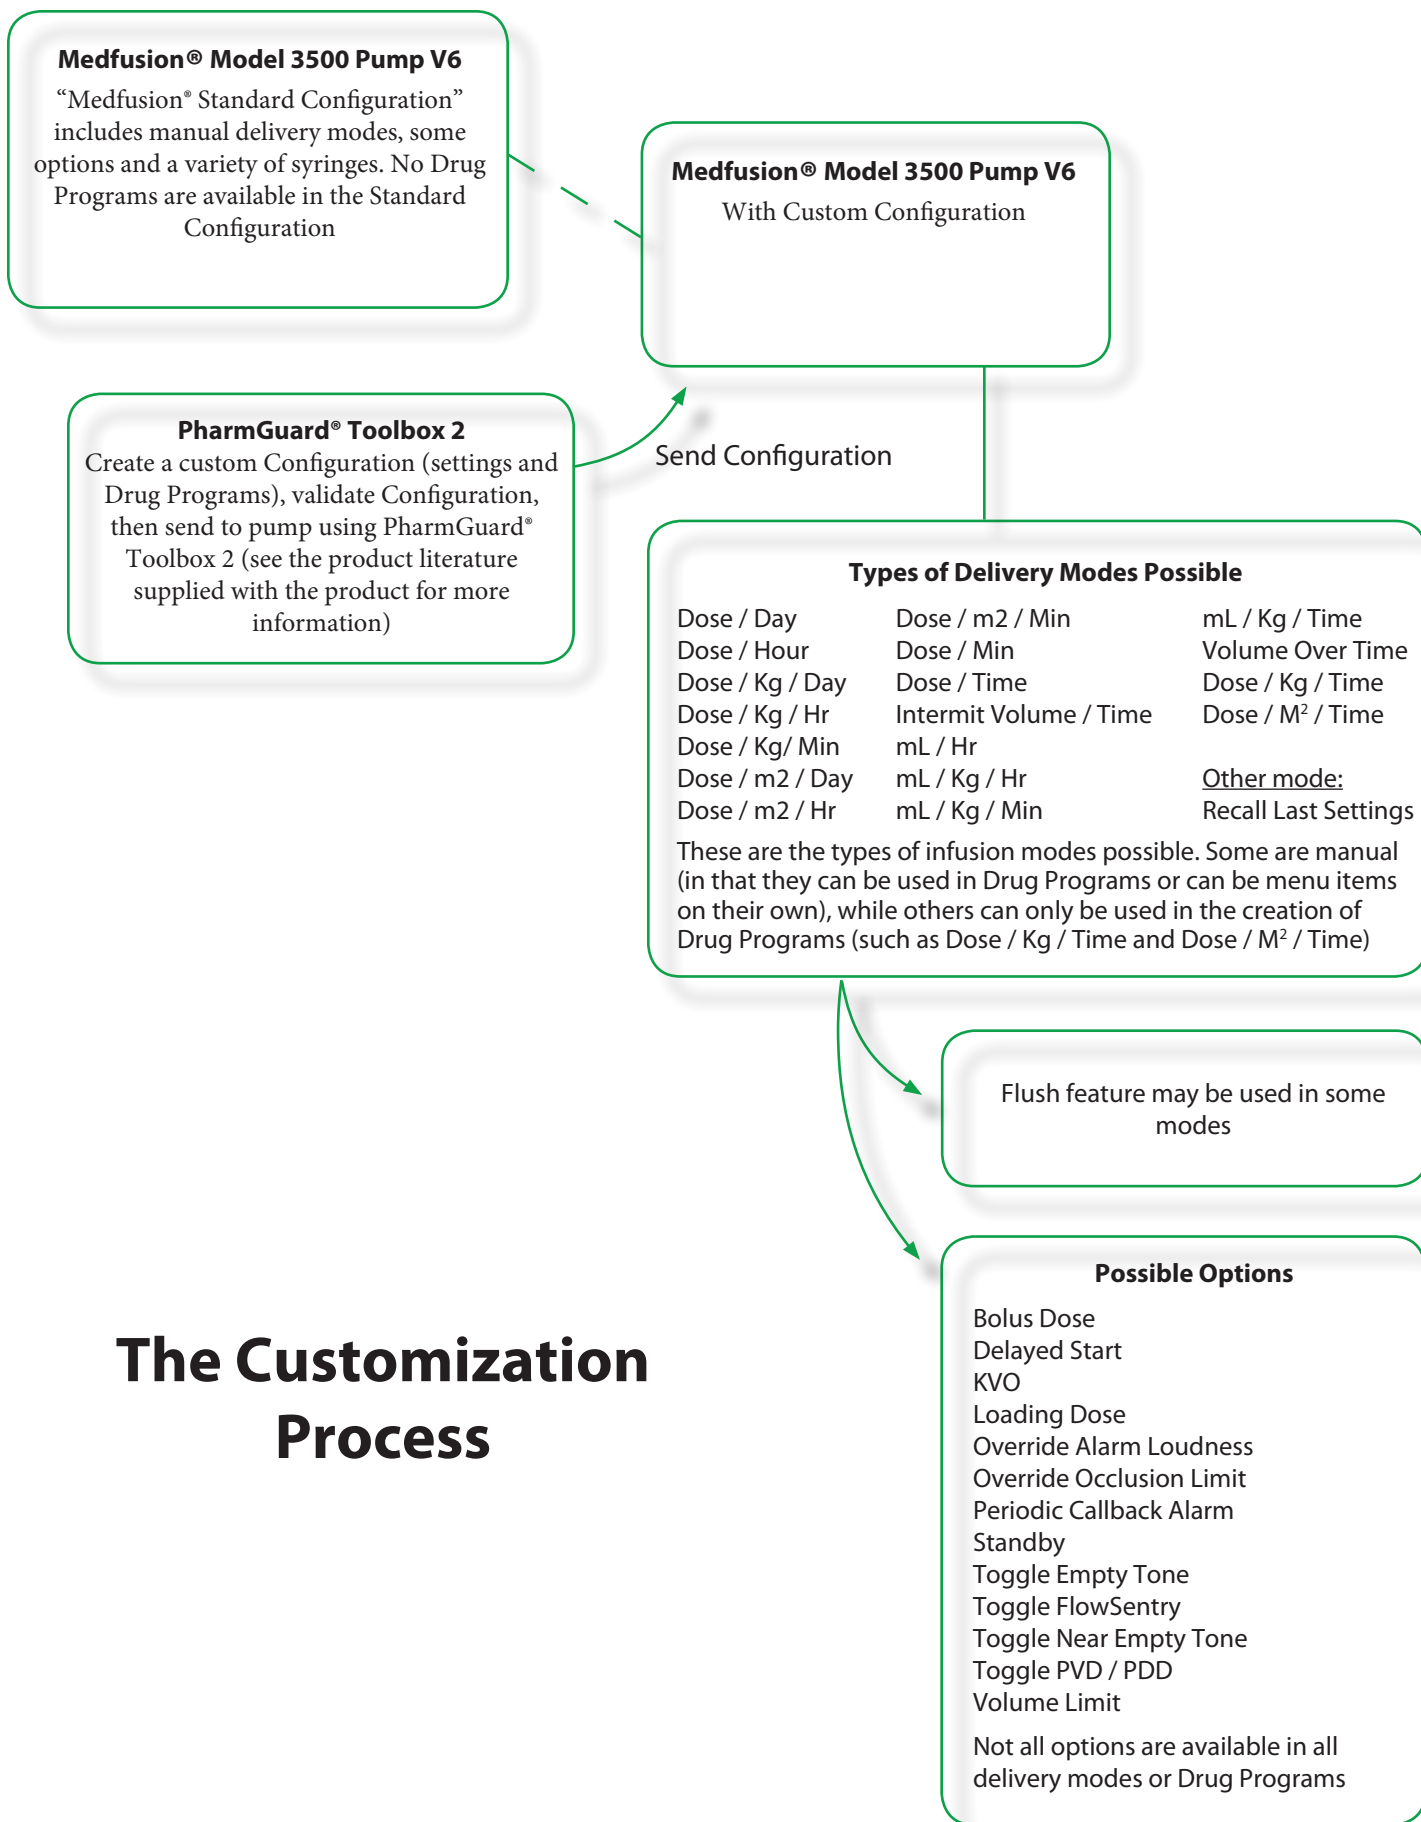 Medfusion® Model 3500 Pump V6
“Medfusion® Standard Configuration”
includes manual delivery modes, some
options and a variety of syringes. No Drug
Programs are available in the Standard
Configuration
Medfusion® Model 3500 Pump V6
With Custom Configuration
PharmGuard® Toolbox 2
Create a custom Configuration (settings and
Drug Programs), validate Configuration,
then send to pump using PharmGuard®
Toolbox 2 (see the product literature
supplied with the product for more
information)
Send Configuration
Types of Delivery Modes Possible
Dose / Day
Dose / Hour
Dose / Kg / Day
Dose / Kg / Hr
Dose / Kg/ Min
Dose / m2 / Day
Dose / m2 / Hr
Dose / m2 / Min
Dose / Min
Dose / Time
Intermit Volume / Time
mL / Hr
mL / Kg / Hr
mL / Kg / Min
mL / Kg / Time
Volume Over Time
Dose / Kg / Time
Dose / M² / Time
Other mode:
Recall Last Settings
These are the types of infusion modes possible. Some are manual
(in that they can be used in Drug Programs or can be menu items
on their own), while others can only be used in the creation of
Drug Programs (such as Dose / Kg / Time and Dose / M² / Time)
Flush feature may be used in some
modes
Possible Options
Bolus Dose
Delayed Start
KVO
Loading Dose
Override Alarm Loudness
Override Occlusion Limit
Periodic Callback Alarm
Standby
Toggle Empty Tone
Toggle FlowSentry
Toggle Near Empty Tone
Toggle PVD / PDD
Volume Limit
Not all options are available in all
delivery modes or Drug Programs
The Customization
Process